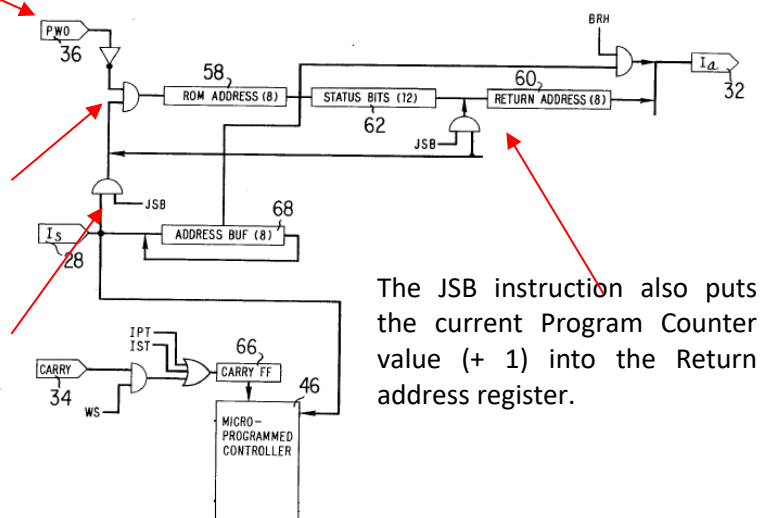 BRH
PWO
36
58
ROM ADDRESS (8)
STATUS BITS (12)
62
60
RETURN ADDRESS (8)
Ia
32
JSB
JSB
Is
28
68
ADDRESS BUF (8)
The JSB instruction also puts
the current Program Counter
value (+ 1) into the Return
address register.
IPT
IST
CARRY
34
WS
66
CARRY FF
46
MICRO-
PROGRAMMED
CONTROLLER